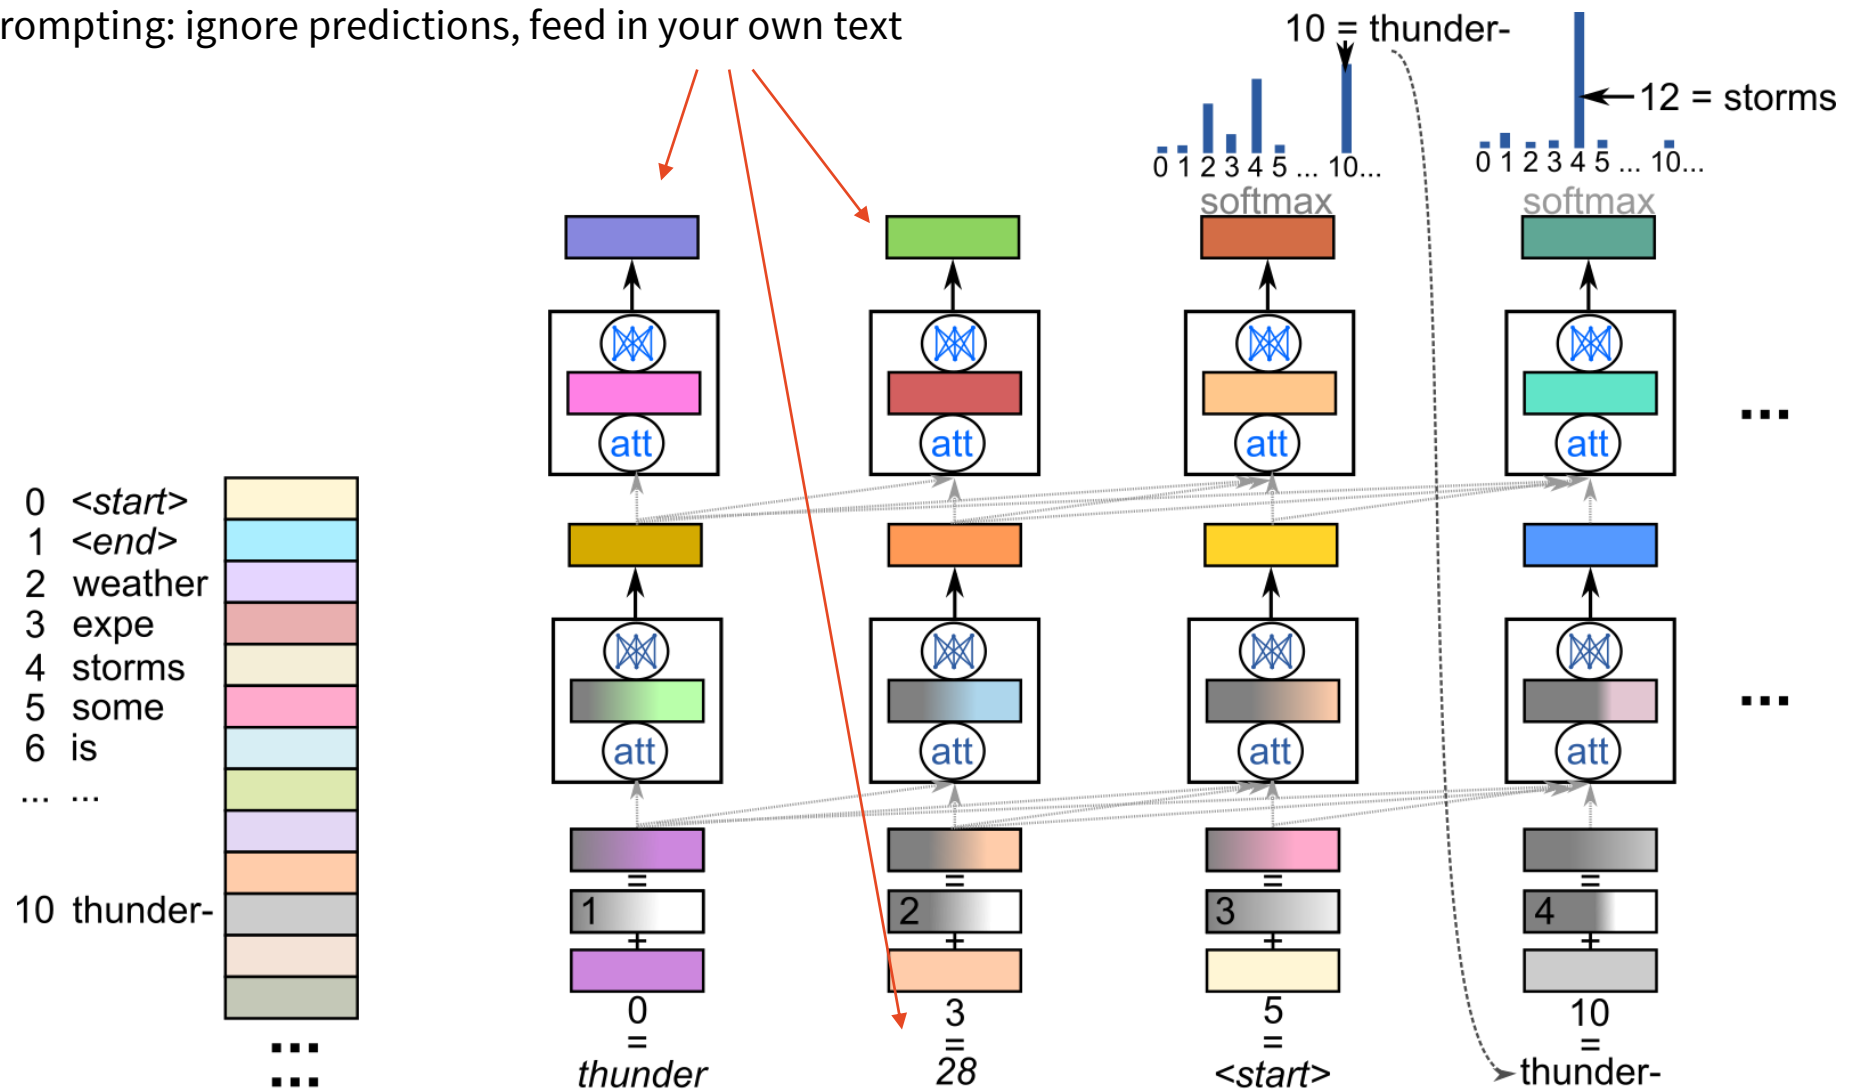 rompting: ignore predictions, feed in your own text
10 = thunder-
12 = storms
0 1 2 3 4 5 ... 10...
0 1 2 3 4 5 ... 10...
softmax
softmax
att
att
att
att
...
0 <start>
1 <end>
2 weather
3 expe
4 storms
5 some
6 is
... ...
10 thunder-
...
...
att
att
att
att
...
= = = =
1 2 3 4
+ + + +
0 3 5 10
= = = =
thunder 28 <start> thunder-